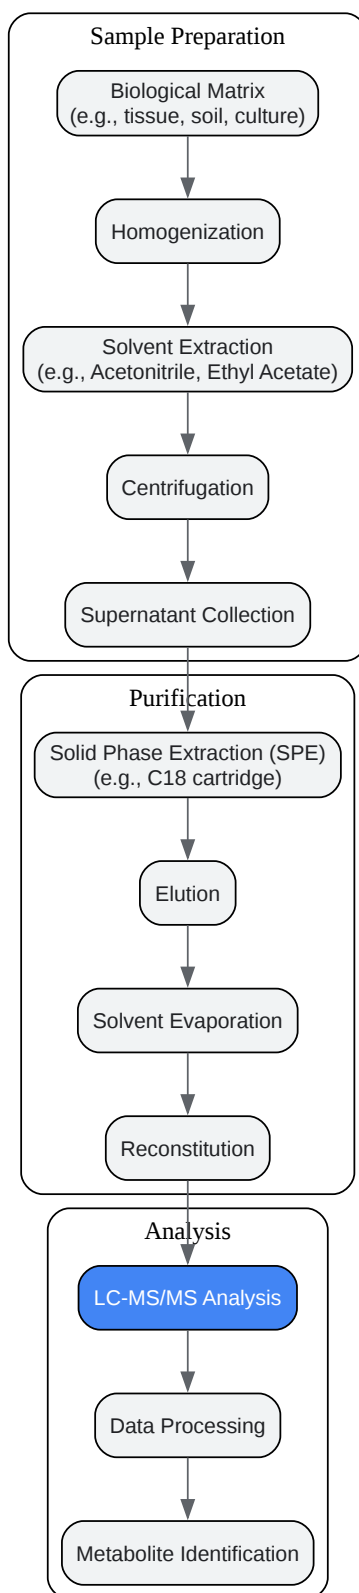 Sample Preparation
Biological Matrix
(e.g., tissue, soil, culture)
Homogenization
Solvent Extraction
(e.g., Acetonitrile, Ethyl Acetate)
Centrifugation
Supernatant Collection
Purification
Solid Phase Extraction (SPE)
(e.g., C18 cartridge)
Elution
Solvent Evaporation
Reconstitution
Analysis
LC-MS/MS Analysis
Data Processing
Metabolite Identification